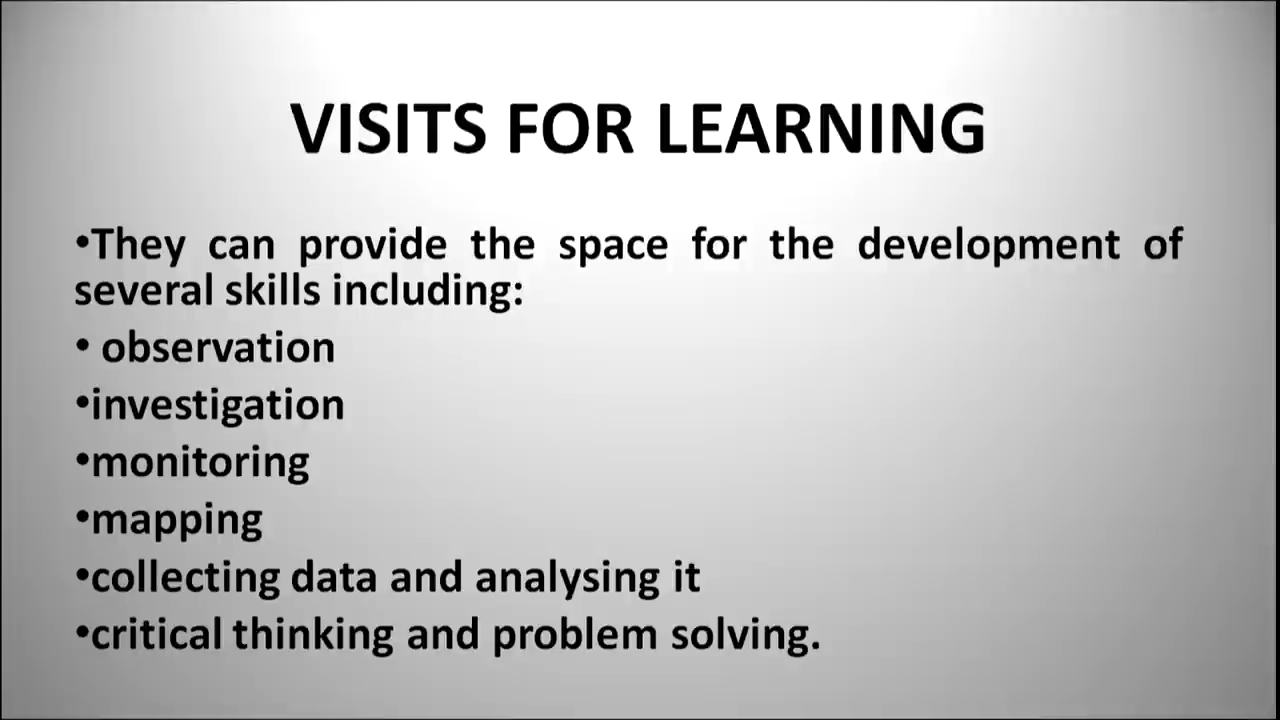 VISITS FOR LEARNING
•They can provide the space for the development of
several skills including:
• observation
•investigation
•monitoring
•mapping
•collecting data and analysing it
•critical thinking and problem solving.